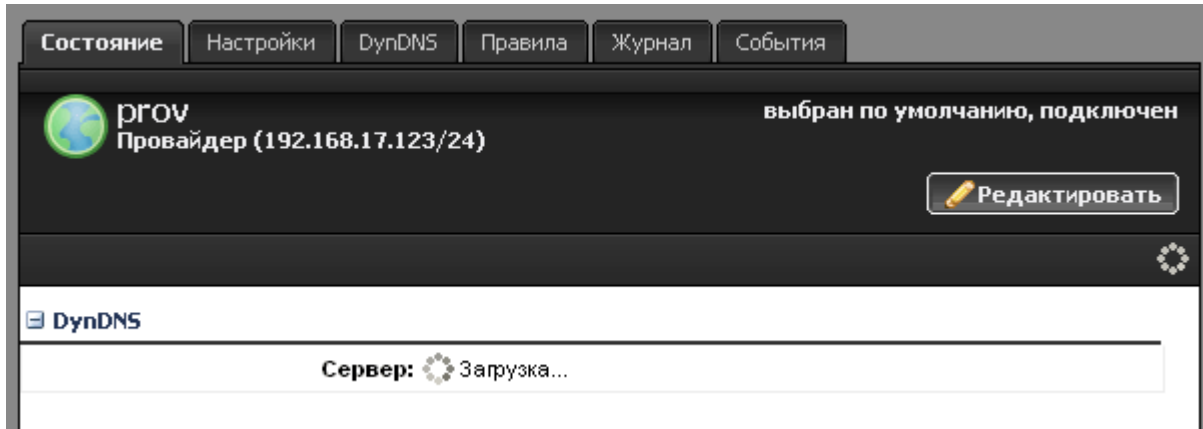 Состояние Настройки DynDNS Правила Журнал События
prov выбран по умолчанию, подключен
Провайдер (192.168.17.123/24)
Редактировать
DynDNS
Сервер: Загрузка...